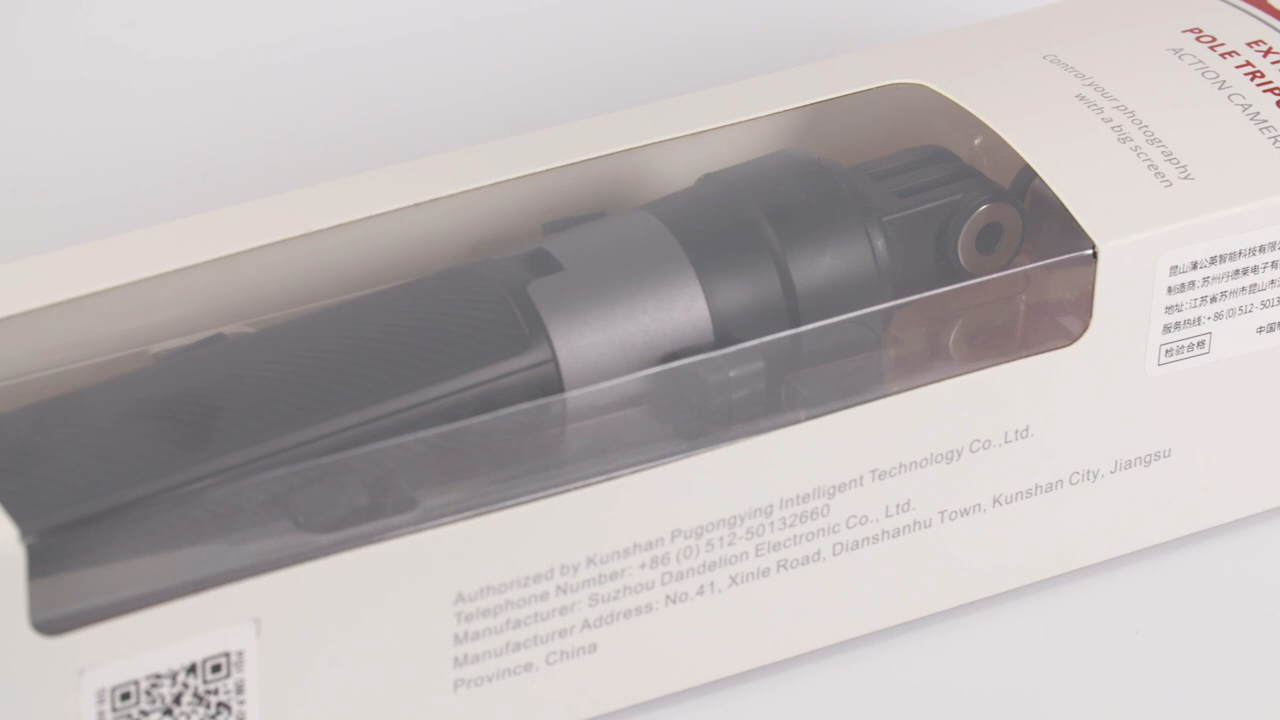 POLE
ACTION
Control your photography
with a big screen
昆山蒲公英智能科技有限
制造商：苏州丹德莱电子有
地址：江苏省苏州市昆山市
服务热线：+86 (0) 512 - 5013
检验合格
中国
Authorized by Kunshan Pugongying Intelligent Technology Co.,Ltd.
Telephone Number: +86 (0) 512-50132660
Manufacturer: Suzhou Dandelion Electronic Co., Ltd.
Manufacturer Address: No.41, Xinle Road, Dianshanhu Town, Kunshan City, Jiangsu
Province, China